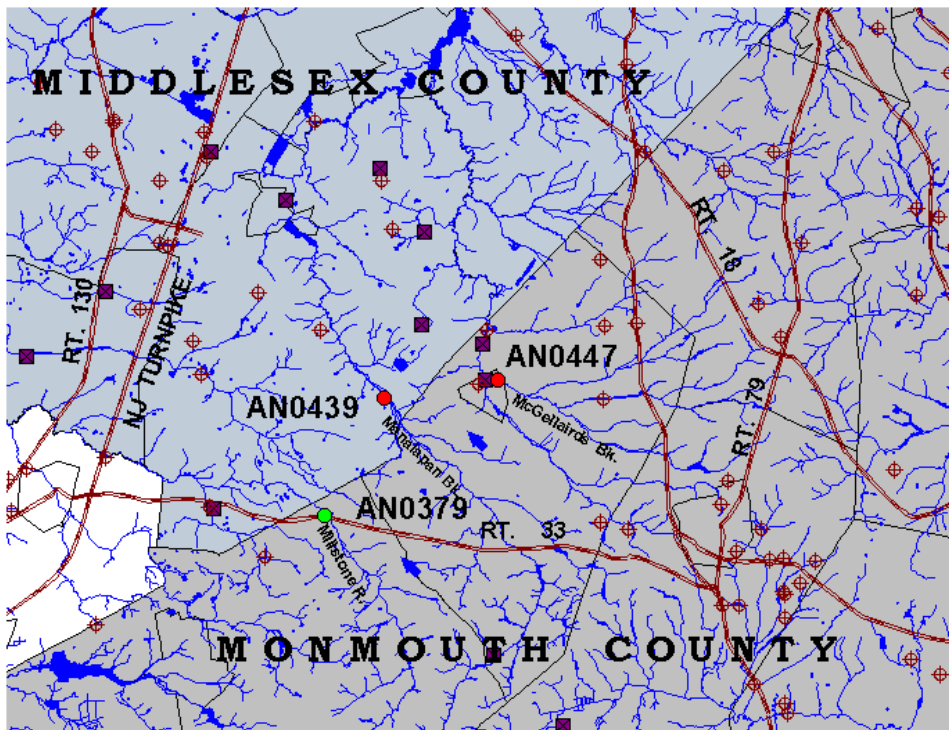 MIDDLESEX COUNTY
RT. 18
RT. 130
NJ TURNPIKE
AN0447
RT. 79
AN0439
McGellairds Bk.
Manalapan Bk.
AN0379
RT. 33
Millstone R.
MONMOUTH COUNTY